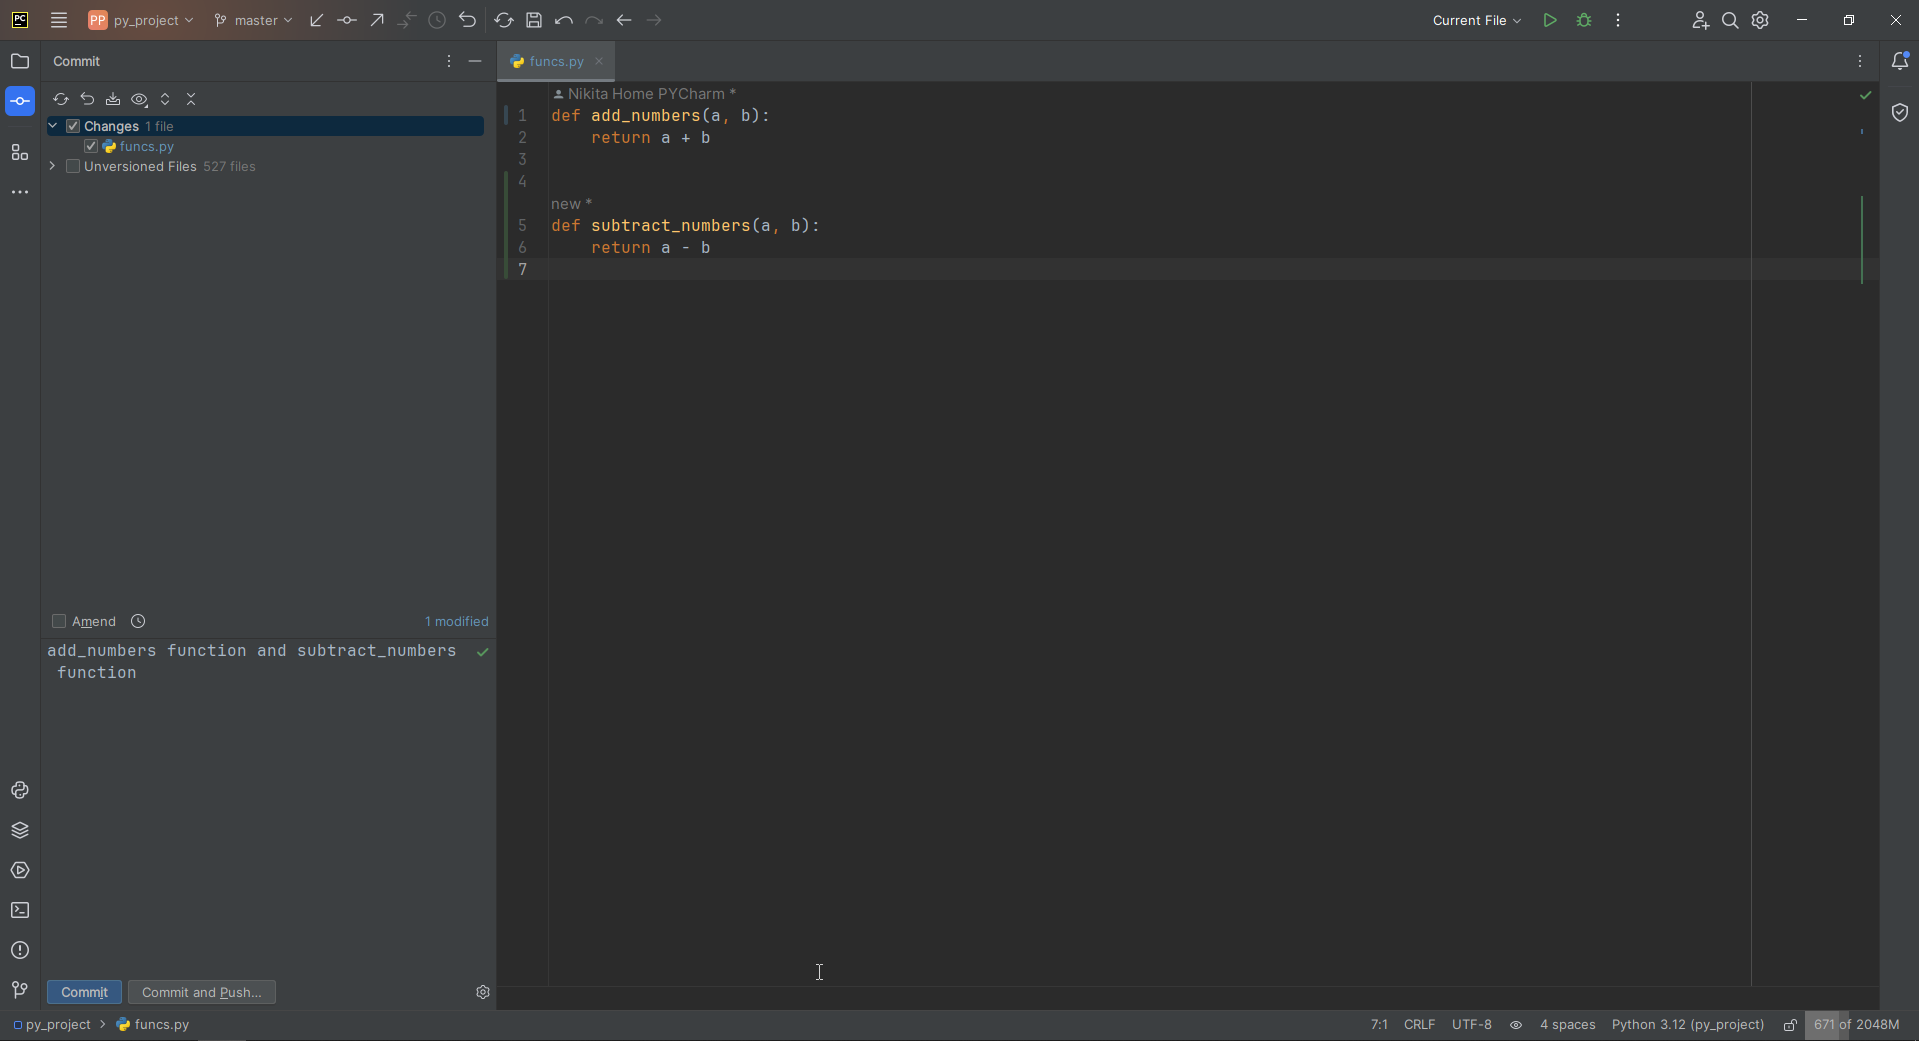 PC PP py_project master Current File
Commit
funcs.py
Changes 1 file
funcs.py
Unversioned Files 527 files
Nikita Home PYCharm *
1 def add_numbers(a, b):
2 return a + b
3
4
new *
5 def subtract_numbers(a, b):
6 return a - b
7
Amend 1 modified
add_numbers function and subtract_numbers
function
Commit Commit and Push...
py_project > funcs.py 7:1 CRLF UTF-8 4 spaces Python 3.12 (py_project) 671 of 2048M